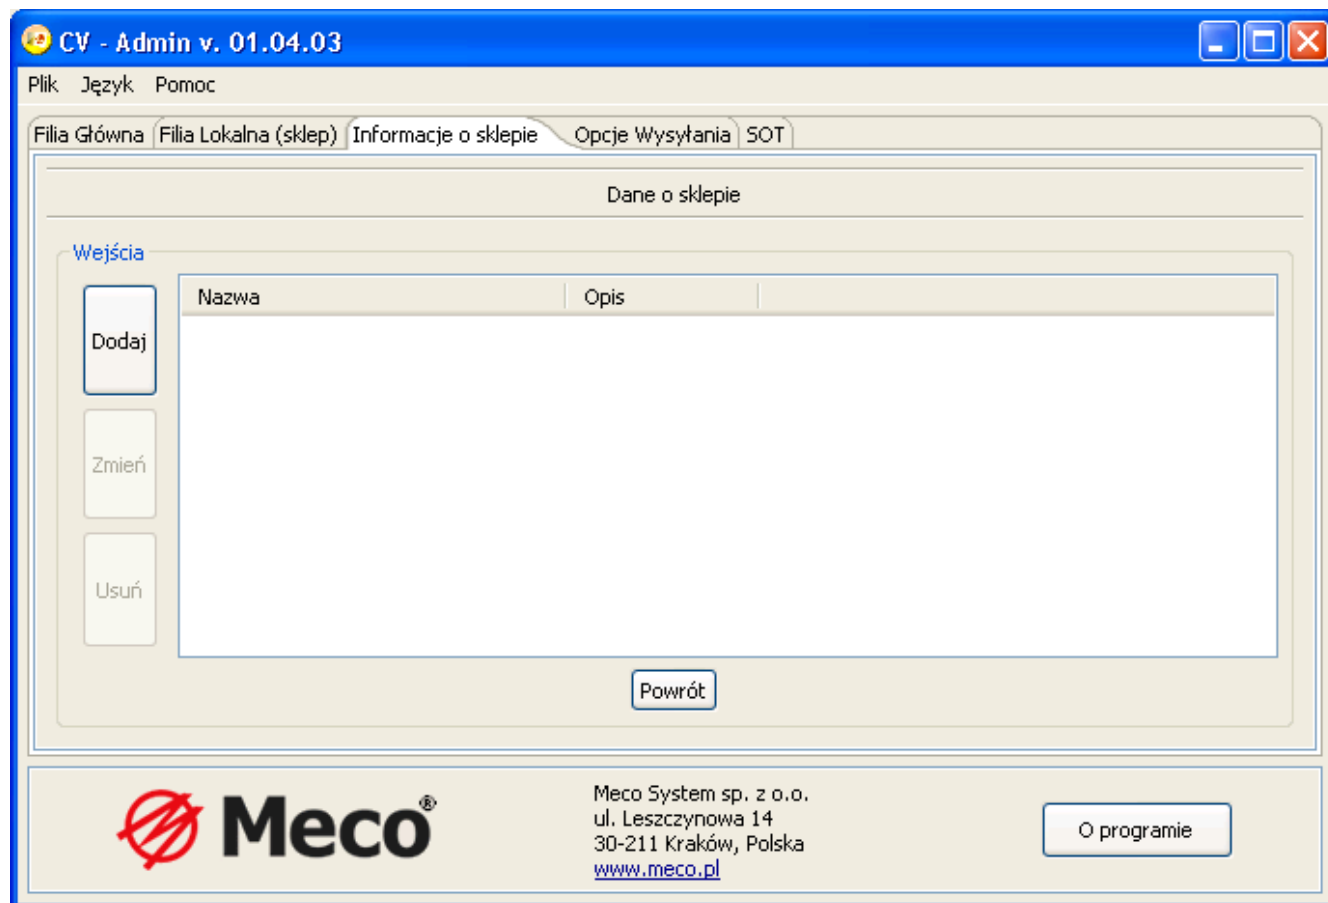 CV - Admin v. 01.04.03
Plik Język Pomoc
Filia Główna Filia Lokalna (sklep) Informacje o sklepie Opcje Wysyłania SOT
Dane o sklepie
Wejścia
Nazwa Opis
Dodaj
Zmień
Usuń
Powrót
Meco®
Meco System sp. z o.o.
ul. Leszczynowa 14
30-211 Kraków, Polska
www.meco.pl
O programie